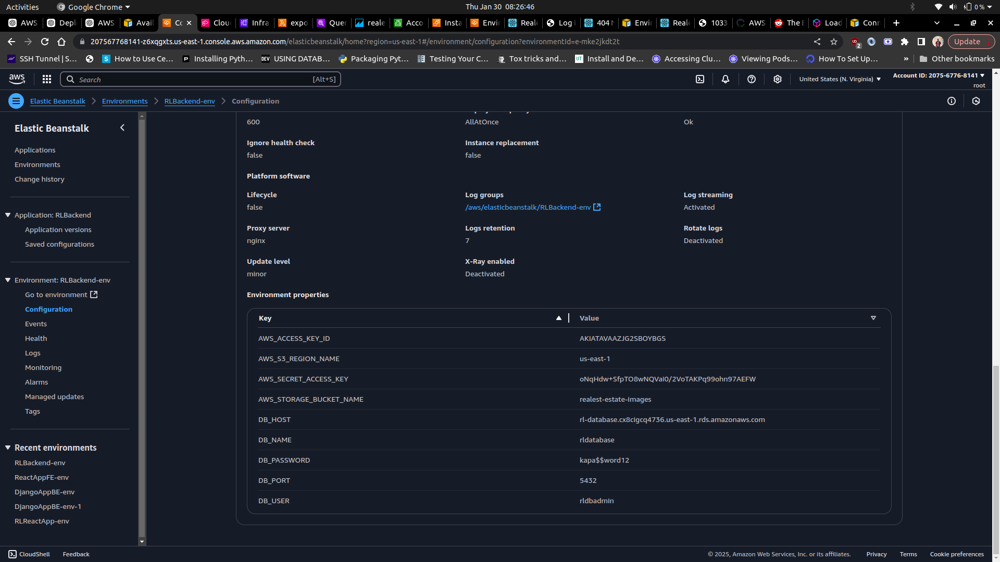 Activities
Google Chrome
Thu Jan 30 08:26:46
0 %
AWS
Depl
AWS
Avail
Co
Clou
Infra
expo
Quer
reale
Acco
Insta
Envir
Real
Log i
404 N
Envir
Real
1033
AWS
The E
Load
Conn
207567768141-z6xqgxts.us-east-1.console.aws.amazon.com/elasticbeanstalk/home?region=us-east-1#/environment/configuration?environmentId=e-mke2jkdt2t
2
Update
SSH Tunnel | S...
How to Use Ce...
Installing Pyth...
USING DATAB...
Packaging Pyt...
Testing Your C...
Tox tricks and...
Install and De...
Accessing Clu...
Viewing Pods...
How To Set Up...
»
Other bookmarks
aws
Search
[Alt+S]
United States (N. Virginia)
Account ID: 2075-6776-8141
root
Elastic Beanstalk
Environments
RLBackend-env
Configuration
Elastic Beanstalk
Applications
Environments
Change history
Application: RLBackend
Application versions
Saved configurations
Environment: RLBackend-env
Go to environment
Configuration
Events
Health
Logs
Monitoring
Alarms
Managed updates
Tags
Recent environments
RLBackend-env
ReactAppFE-env
DjangoAppBE-env
DjangoAppBE-env-1
RLReactApp-env
600
AllAtOnce
Ok
Ignore health check
false
Instance replacement
false
Platform software
Lifecycle
false
Log groups
/aws/elasticbeanstalk/RLBackend-env
Log streaming
Activated
Proxy server
nginx
Logs retention
7
Rotate logs
Deactivated
Update level
minor
X-Ray enabled
Deactivated
Environment properties
Key Value
AWS_ACCESS_KEY_ID [redacted credential]
AWS_S3_REGION_NAME us-east-1
AWS_SECRET_ACCESS_KEY [redacted credential]
AWS_STORAGE_BUCKET_NAME realest-estate-images
DB_HOST rl-database.cx8cigcq4736.us-east-1.rds.amazonaws.com
DB_NAME rldatabase
DB_PASSWORD [redacted credential]
DB_PORT 5432
DB_USER rldbadmin
CloudShell
Feedback
© 2025, Amazon Web Services, Inc. or its affiliates.
Privacy
Terms
Cookie preferences